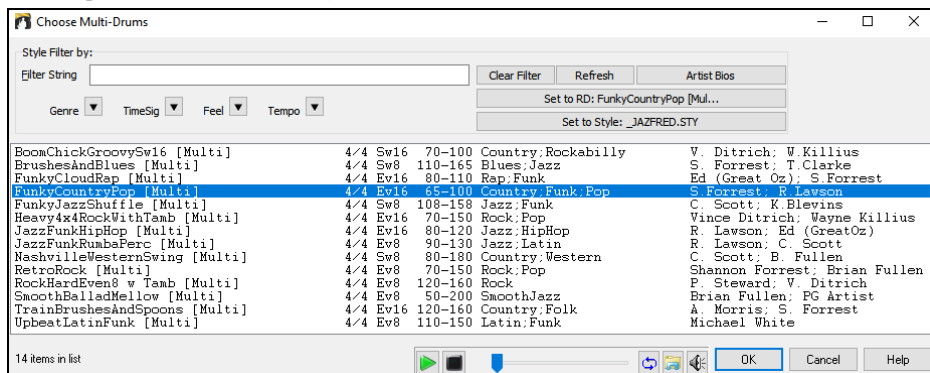 Choose Multi-Drums
Style Filter by:
Filter String
Clear Filter Refresh Artist Bios
Set to RD: FunkyCountryPop [Mul...
Genre TimeSig Feel Tempo
Set to Style: _JAZFRED.STY
BoomChickGroovySw16 [Multi] 4/4 Sw16 70-100 Country;Rockabilly V. Ditrich; W.Killius
BrushesAndBlues [Multi] 4/4 Sw8 110-165 Blues;Jazz S. Forrest; T.Clarke
FunkyCloudRap [Multi] 4/4 Ev16 80-110 Rap;Funk Ed (Great Oz); S.Forrest
FunkyCountryPop [Multi] 4/4 Ev16 65-100 Country;Funk;Pop S.Forrest; R.Lawson
FunkyJazzShuffle [Multi] 4/4 Sw8 108-158 Jazz;Funk C. Scott; K.Blevins
Heavy4x4RockWithTamb [Multi] 4/4 Ev16 70-150 Rock;Pop Vince Ditrich; Wayne Killius
JazzFunkHipHop [Multi] 4/4 Ev16 80-120 Jazz;HipHop R. Lawson; Ed (GreatOz)
JazzFunkRumbaPerc [Multi] 4/4 Ev8 90-130 Jazz;Latin R. Lawson; C. Scott
NashvilleWesternSwing [Multi] 4/4 Sw8 80-180 Country;Western C. Scott; B. Fullen
RetroRock [Multi] 4/4 Ev8 70-150 Rock;Pop Shannon Forrest; Brian Fullen
RockHardEven8 w Tamb [Multi] 4/4 Ev8 120-160 Rock P. Steward; V. Ditrich
SmoothBalladMellow [Multi] 4/4 Ev8 50-200 SmoothJazz Brian Fullen; PG Artist
TrainBrushesAndSpoons [Multi] 4/4 Ev16 120-160 Country;Folk A. Morris; S. Forrest
UpbeatLatinFunk [Multi] 4/4 Ev8 110-150 Latin;Funk Michael White
14 items in list OK Cancel Help